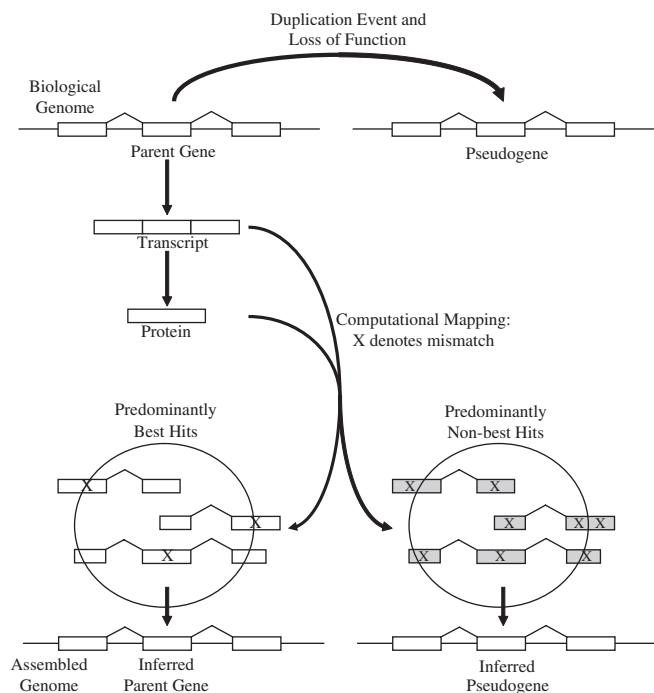 Duplication Event and
Loss of Function
Biological
Genome
Parent Gene
Pseudogene
Transcript
Protein
Computational Mapping:
X denotes mismatch
Predominantly
Best Hits
Predominantly
Non-best Hits
X
X
X
X
X
X X
X
X X X
Assembled
Genome
Inferred
Parent Gene
Inferred
Pseudogene